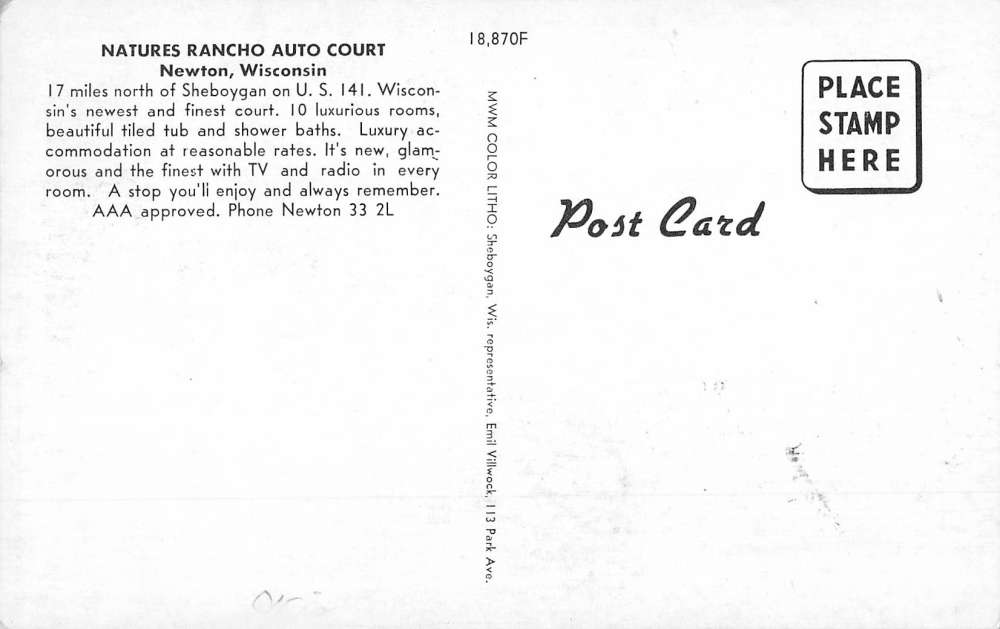 NATURES RANCHO AUTO COURT
Newton, Wisconsin
17 miles north of Sheboygan on U. S. 141. Wiscon-
sin's newest and finest court. 10 luxurious rooms,
beautiful tiled tub and shower baths. Luxury ac-
commodation at reasonable rates. It's new, glam-
orous and the finest with TV and radio in every
room. A stop you'll enjoy and always remember.
AAA approved. Phone Newton 33 2L
18,870F
MWM COLOR LITHO: Sheboygan, Wis. representative, Emil Villwock, 113 Park Ave.
PLACE
STAMP
HERE
Post Card